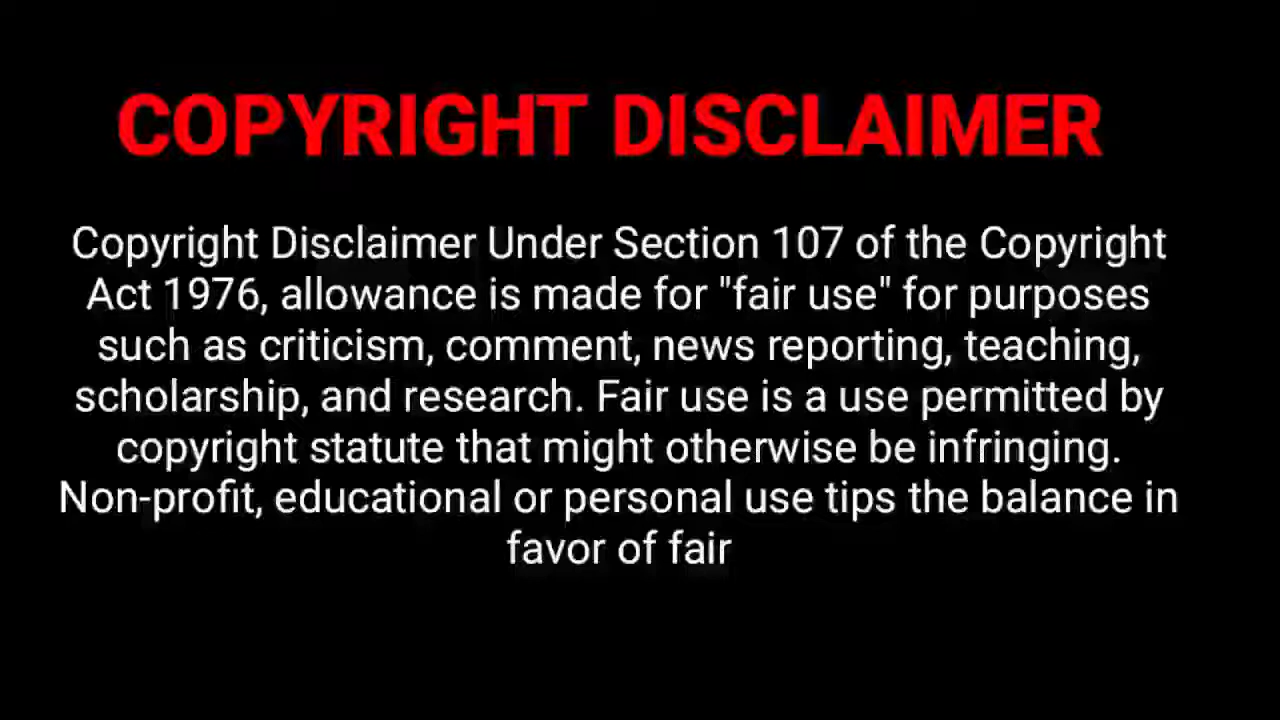 COPYRIGHT DISCLAIMER
Copyright Disclaimer Under Section 107 of the Copyright
Act 1976, allowance is made for "fair use" for purposes
such as criticism, comment, news reporting, teaching,
scholarship, and research. Fair use is a use permitted by
copyright statute that might otherwise be infringing.
Non-profit, educational or personal use tips the balance in
favor of fair